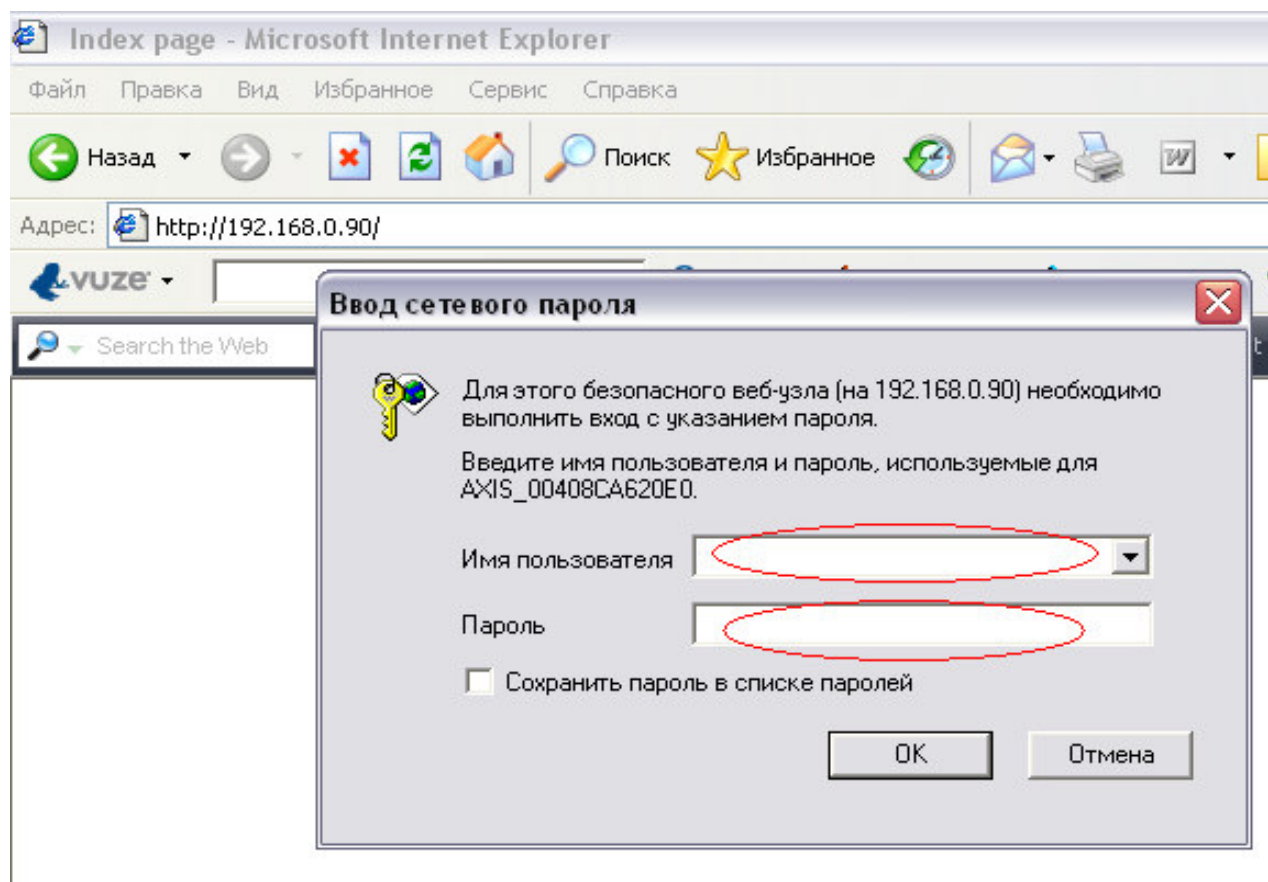 Index page - Microsoft Internet Explorer
Файл Правка Вид Избранное Сервис Справка
Назад Поиск Избранное
Адрес: http://192.168.0.90/
vuze
Ввод сетевого пароля
Search the Web
Для этого безопасного веб-узла (на 192.168.0.90) необходимо
выполнить вход с указанием пароля.
Введите имя пользователя и пароль, используемые для
AXIS_00408CA620E0.
Имя пользователя
Пароль
Сохранить пароль в списке паролей
OK Отмена